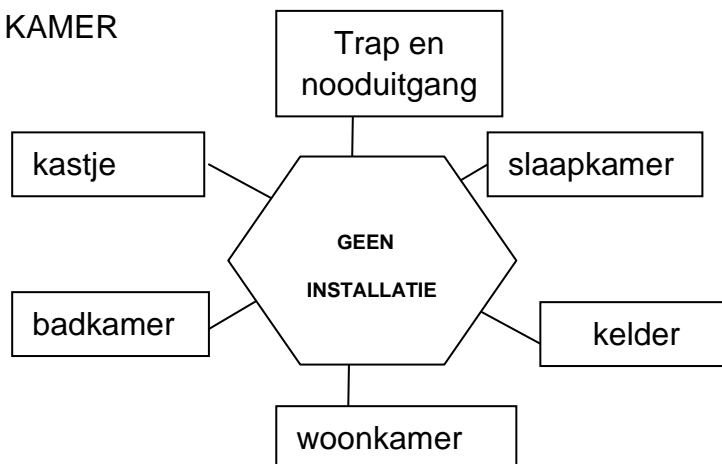 KAMER
Trap en
nooduitgang
kastje
slaapkamer
GEEN
INSTALLATIE
badkamer
kelder
woonkamer